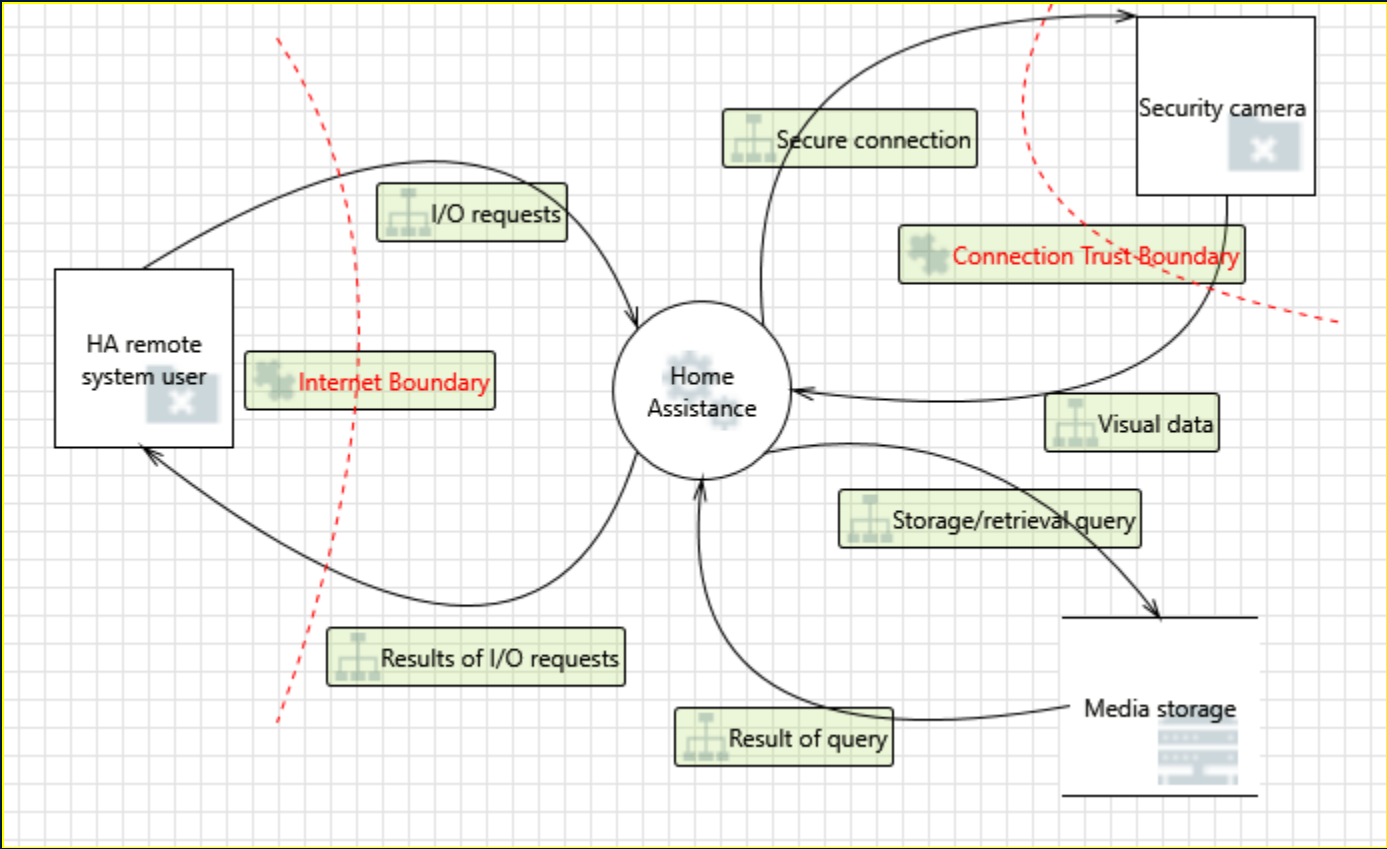 Security camera
Secure connection
I/O requests
Connection Trust Boundary
HA remote
system user
Internet Boundary
Home
Assistance
Visual data
Storage/retrieval query
Results of I/O requests
Media storage
Result of query